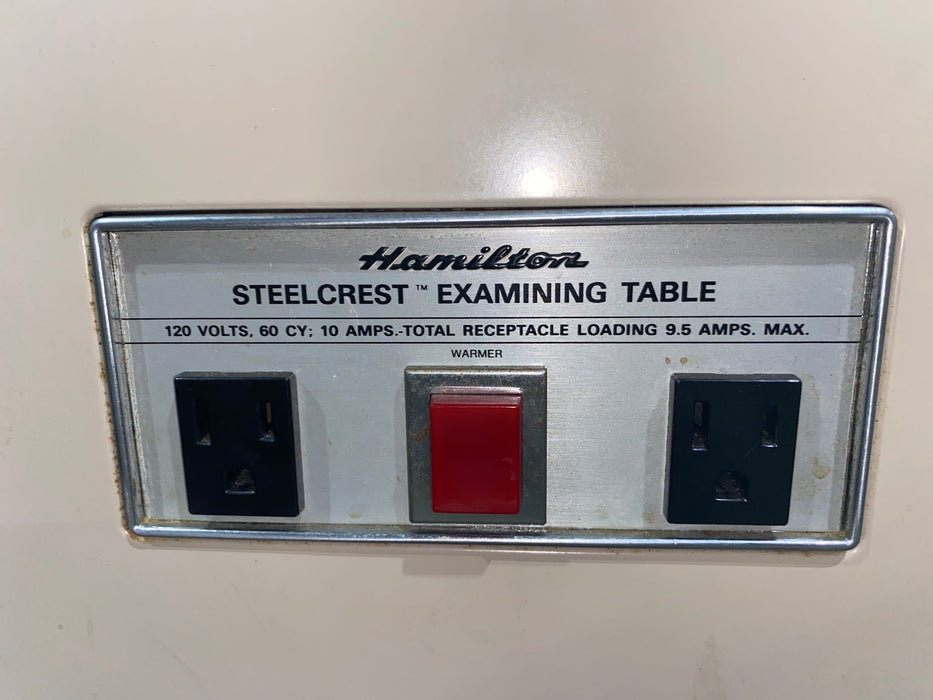 Hamilton
STEELCREST™ EXAMINING TABLE
120 VOLTS, 60 CY; 10 AMPS.-TOTAL RECEPTACLE LOADING 9.5 AMPS. MAX.
WARMER